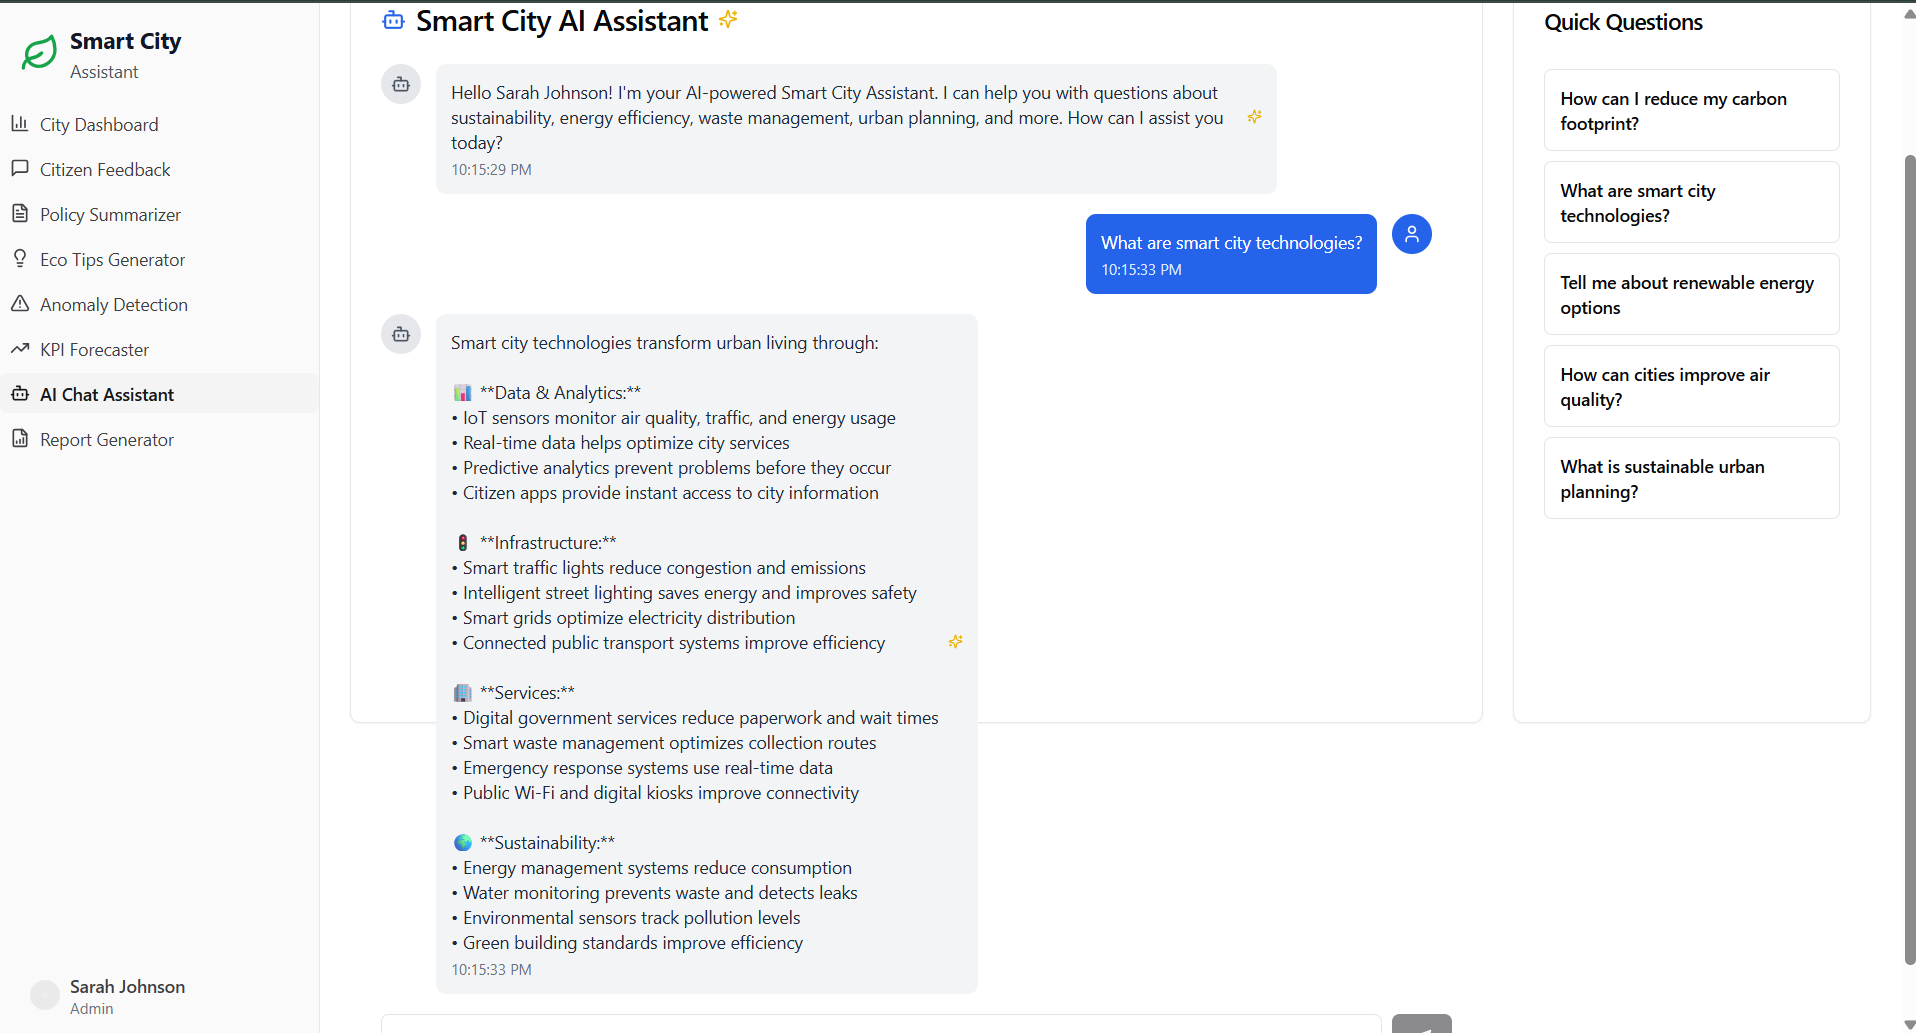 Smart City
Assistant
City Dashboard
Citizen Feedback
Policy Summarizer
Eco Tips Generator
Anomaly Detection
KPI Forecaster
AI Chat Assistant
Report Generator
Sarah Johnson
Admin
Smart City AI Assistant
Hello Sarah Johnson! I'm your AI-powered Smart City Assistant. I can help you with questions about
sustainability, energy efficiency, waste management, urban planning, and more. How can I assist you
today?
10:15:29 PM
What are smart city technologies?
10:15:33 PM
Smart city technologies transform urban living through:
📊 **Data & Analytics:**
• IoT sensors monitor air quality, traffic, and energy usage
• Real-time data helps optimize city services
• Predictive analytics prevent problems before they occur
• Citizen apps provide instant access to city information
🚦 **Infrastructure:**
• Smart traffic lights reduce congestion and emissions
• Intelligent street lighting saves energy and improves safety
• Smart grids optimize electricity distribution
• Connected public transport systems improve efficiency
🏢 **Services:**
• Digital government services reduce paperwork and wait times
• Smart waste management optimizes collection routes
• Emergency response systems use real-time data
• Public Wi-Fi and digital kiosks improve connectivity
🌍 **Sustainability:**
• Energy management systems reduce consumption
• Water monitoring prevents waste and detects leaks
• Environmental sensors track pollution levels
• Green building standards improve efficiency
10:15:33 PM
Quick Questions
How can I reduce my carbon
footprint?
What are smart city
technologies?
Tell me about renewable energy
options
How can cities improve air
quality?
What is sustainable urban
planning?